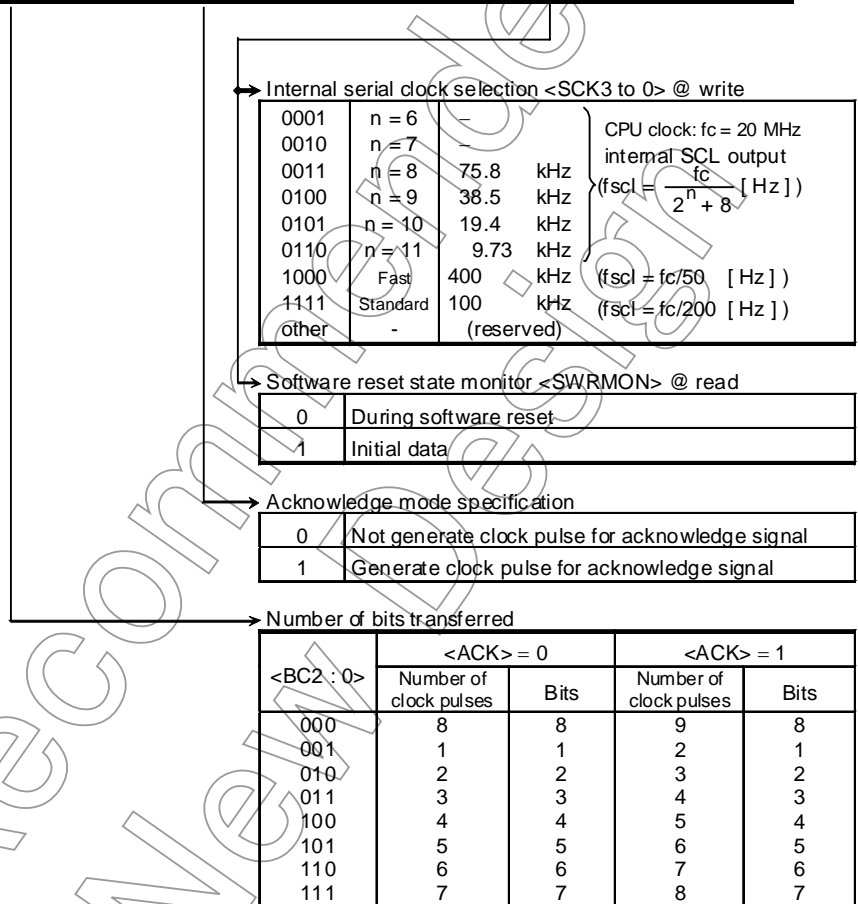 Internal serial clock selection <SCK3 to 0> @ write
0001 n = 6 –
0010 n = 7 –
0011 n = 8 75.8 kHz
0100 n = 9 38.5 kHz
0101 n = 10 19.4 kHz
0110 n = 11 9.73 kHz
1000 Fast 400 kHz (fscl = fc/50 [ Hz ] )
1111 Standard 100 kHz (fscl = fc/200 [ Hz ] )
other - (reserved)
CPU clock: fc = 20 MHz
internal SCL output
(fscl = fc / 2^n + 8 [ Hz ] )
Software reset state monitor <SWRMON> @ read
0 During software reset
1 Initial data
Acknowledge mode specification
0 Not generate clock pulse for acknowledge signal
1 Generate clock pulse for acknowledge signal
Number of bits transferred
<BC2 : 0> <ACK> = 0 <ACK> = 1
Number of clock pulses Bits Number of clock pulses Bits
000 8 8 9 8
001 1 1 2 1
010 2 2 3 2
011 3 3 4 3
100 4 4 5 4
101 5 5 6 5
110 6 6 7 6
111 7 7 8 7